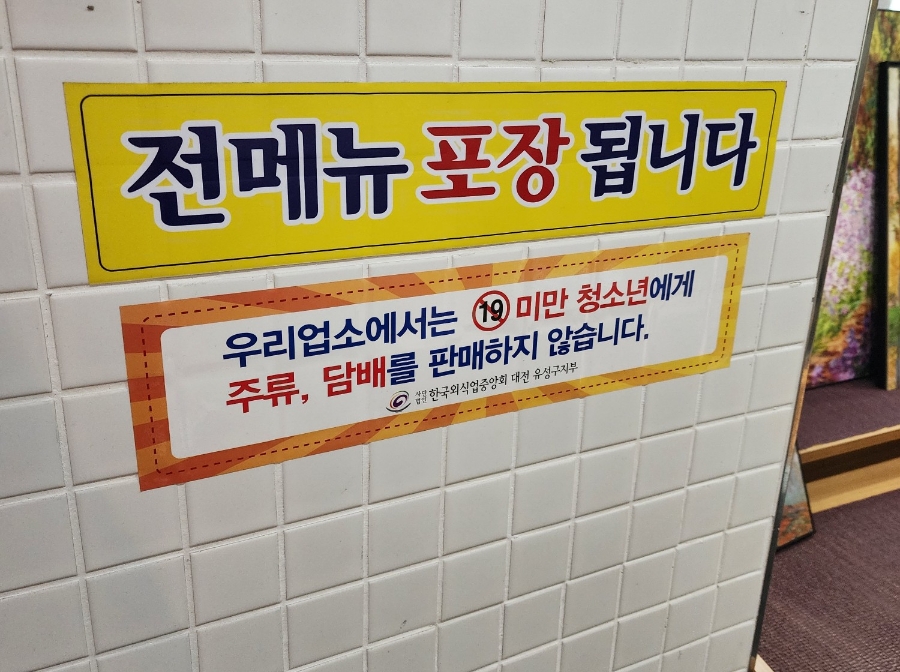 전메뉴 포장 됩니다
우리업소에서는 19 미만 청소년에게
주류, 담배를 판매하지 않습니다.
사단법인 한국외식업중앙회 대전 유성구지부